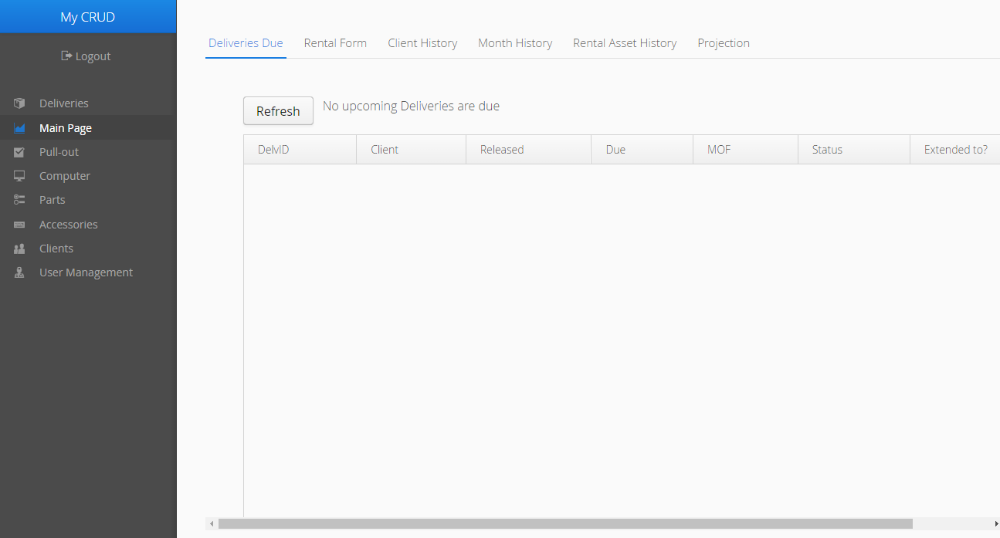 My CRUD
Logout
Deliveries
Main Page
Pull-out
Computer
Parts
Accessories
Clients
User Management
Deliveries Due Rental Form Client History Month History Rental Asset History Projection
Refresh No upcoming Deliveries are due
DelvID Client Released Due MOF Status Extended to?